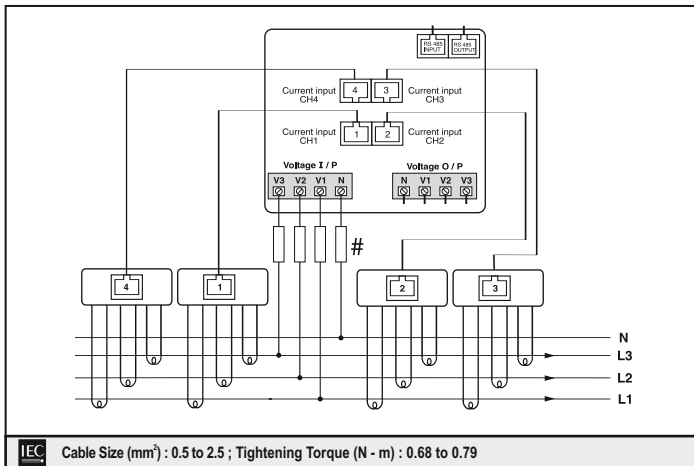 RS 485 INPUT
RS 485 OUTPUT
Current input CH4
4
3
Current input CH3
Current input CH1
1
2
Current input CH2
Voltage I / P
V3 V2 V1 N
Voltage O / P
N V1 V2 V3
#
4
1
2
3
N
L3
L2
L1
IEC Cable Size (mm²) : 0.5 to 2.5 ; Tightening Torque (N - m) : 0.68 to 0.79